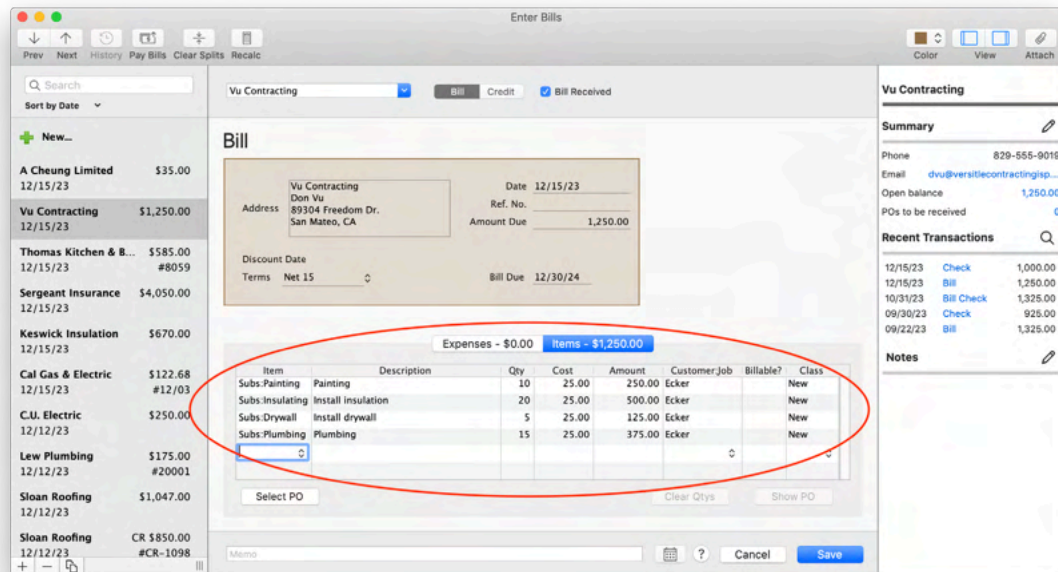 Enter Bills
Prev Next History Pay Bills Clear Splits Recalc
Color View Attach
Search
Sort by Date
New...
A Cheung Limited $35.00
12/15/23
Vu Contracting $1,250.00
12/15/23
Thomas Kitchen & B... $585.00
12/15/23 #8059
Sergeant Insurance $4,050.00
12/15/23
Keswick Insulation $670.00
12/15/23
Cal Gas & Electric $122.68
12/15/23 #12/03
C.U. Electric $250.00
12/12/23
Lew Plumbing $175.00
12/12/23 #20001
Sloan Roofing $1,047.00
12/12/23
Sloan Roofing CR $850.00
12/12/23 #CR-1098
Vu Contracting Bill Credit Bill Received
Bill
Address
Vu Contracting
Don Vu
89304 Freedom Dr.
San Mateo, CA
Date 12/15/23
Ref. No.
Amount Due 1,250.00
Discount Date
Terms Net 15 Bill Due 12/30/24
Expenses - $0.00 Items - $1,250.00
Item Description Qty Cost Amount Customer:Job Billable? Class
Subs:Painting Painting 10 25.00 250.00 Ecker New
Subs:Insulating Install insulation 20 25.00 500.00 Ecker New
Subs:Drywall Install drywall 5 25.00 125.00 Ecker New
Subs:Plumbing Plumbing 15 25.00 375.00 Ecker New
Select PO Clear Qtys Show PO
Memo ? Cancel Save
Vu Contracting
Summary
Phone 829-555-9019
Email dvu@versitlecontractingisp...
Open balance 1,250.00
POs to be received 0
Recent Transactions
12/15/23 Check 1,000.00
12/15/23 Bill 1,250.00
10/31/23 Bill Check 1,325.00
09/30/23 Check 925.00
09/22/23 Bill 1,325.00
Notes